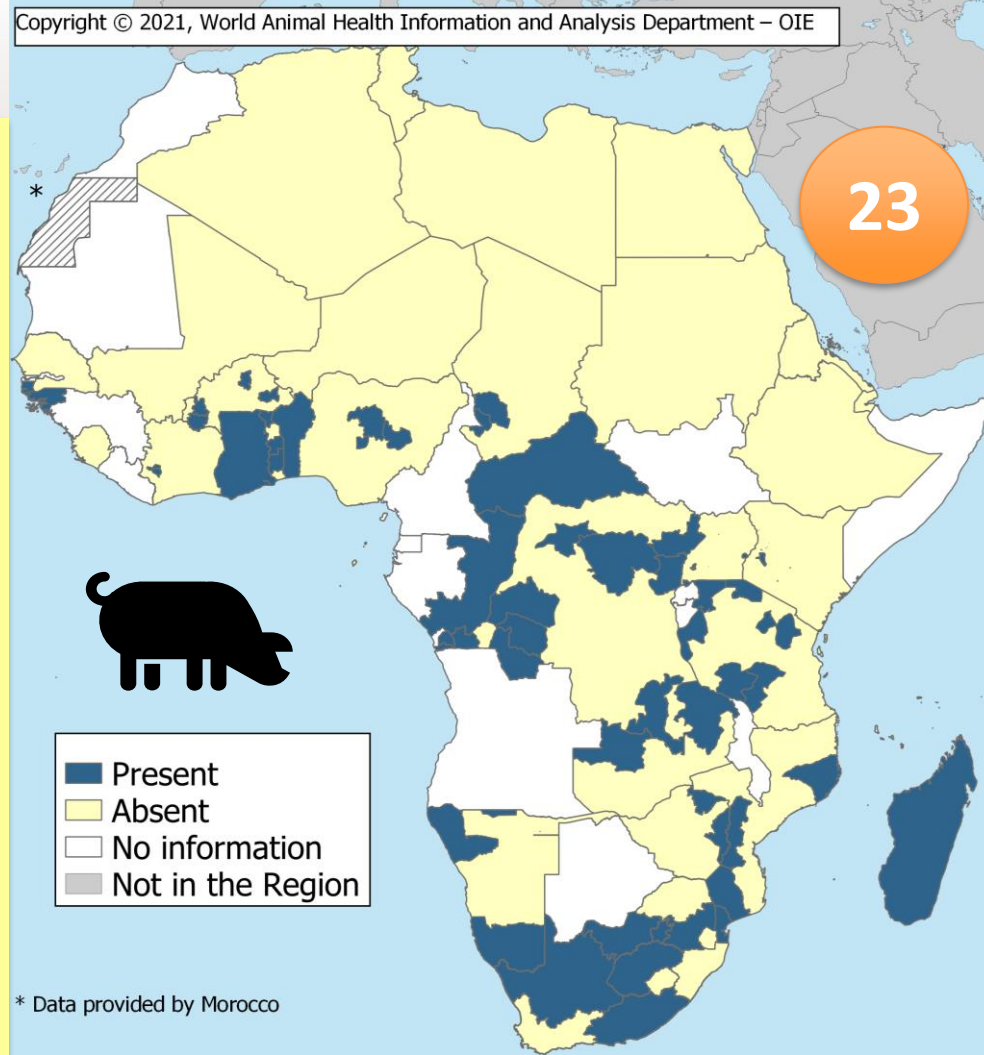 Copyright © 2021, World Animal Health Information and Analysis Department – OIE
*
23
Present
Absent
No information
Not in the Region
* Data provided by Morocco